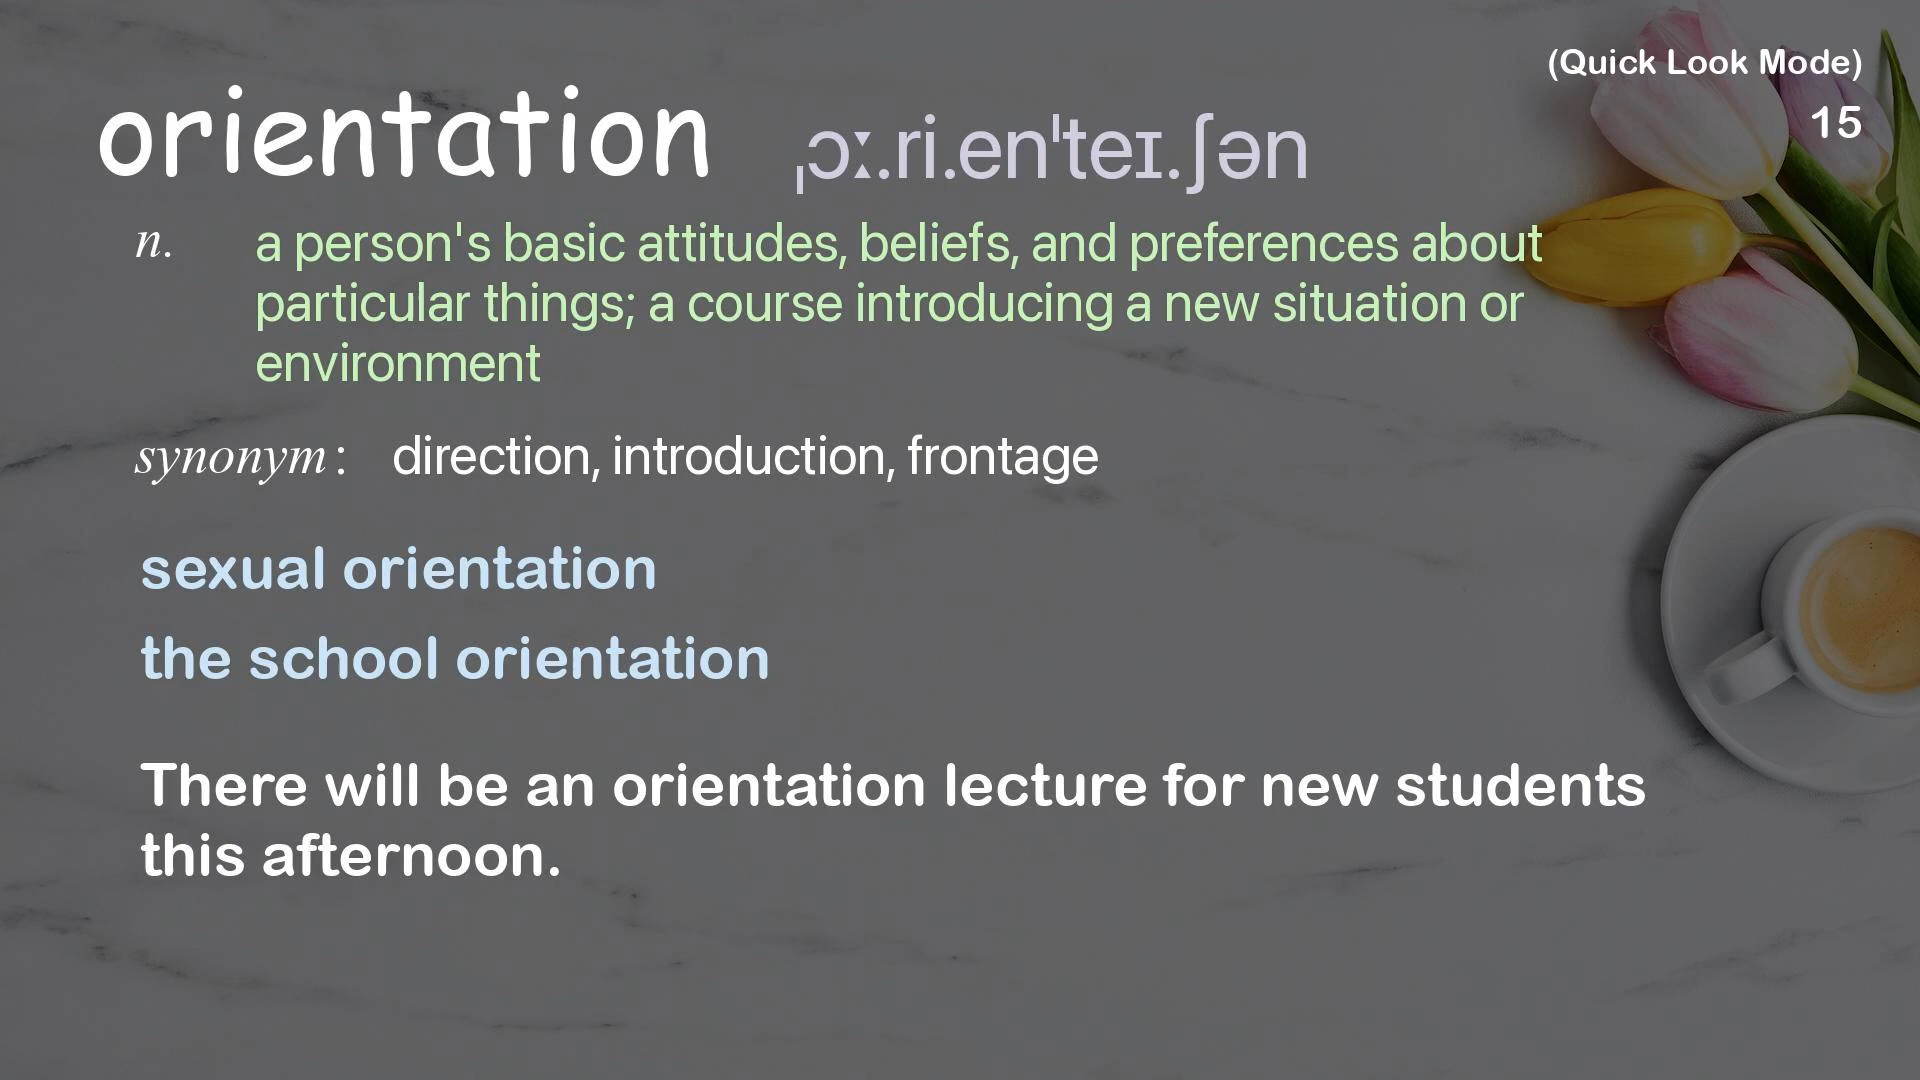 (Quick Look Mode)
15
orientation ˌɔː.ri.enˈteɪ.ʃən
n. a person's basic attitudes, beliefs, and preferences about
particular things; a course introducing a new situation or
environment
synonym: direction, introduction, frontage
sexual orientation
the school orientation
There will be an orientation lecture for new students
this afternoon.